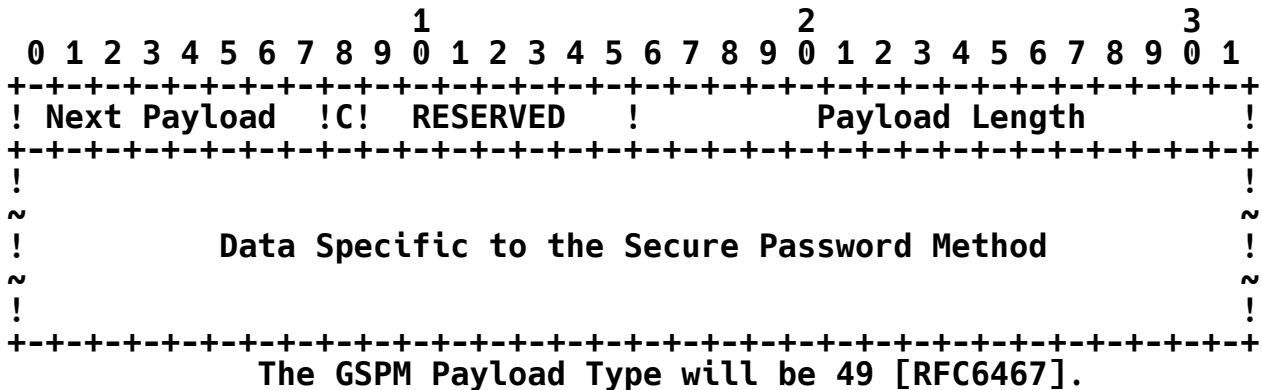 1                   2                   3
 0 1 2 3 4 5 6 7 8 9 0 1 2 3 4 5 6 7 8 9 0 1 2 3 4 5 6 7 8 9 0 1
+-+-+-+-+-+-+-+-+-+-+-+-+-+-+-+-+-+-+-+-+-+-+-+-+-+-+-+-+-+-+-+-+
! Next Payload  !C!  RESERVED   !         Payload Length        !
+-+-+-+-+-+-+-+-+-+-+-+-+-+-+-+-+-+-+-+-+-+-+-+-+-+-+-+-+-+-+-+-+
!                                                               !
~                                                               ~
!          Data Specific to the Secure Password Method          !
~                                                               ~
!                                                               !
+-+-+-+-+-+-+-+-+-+-+-+-+-+-+-+-+-+-+-+-+-+-+-+-+-+-+-+-+-+-+-+-+
             The GSPM Payload Type will be 49 [RFC6467].